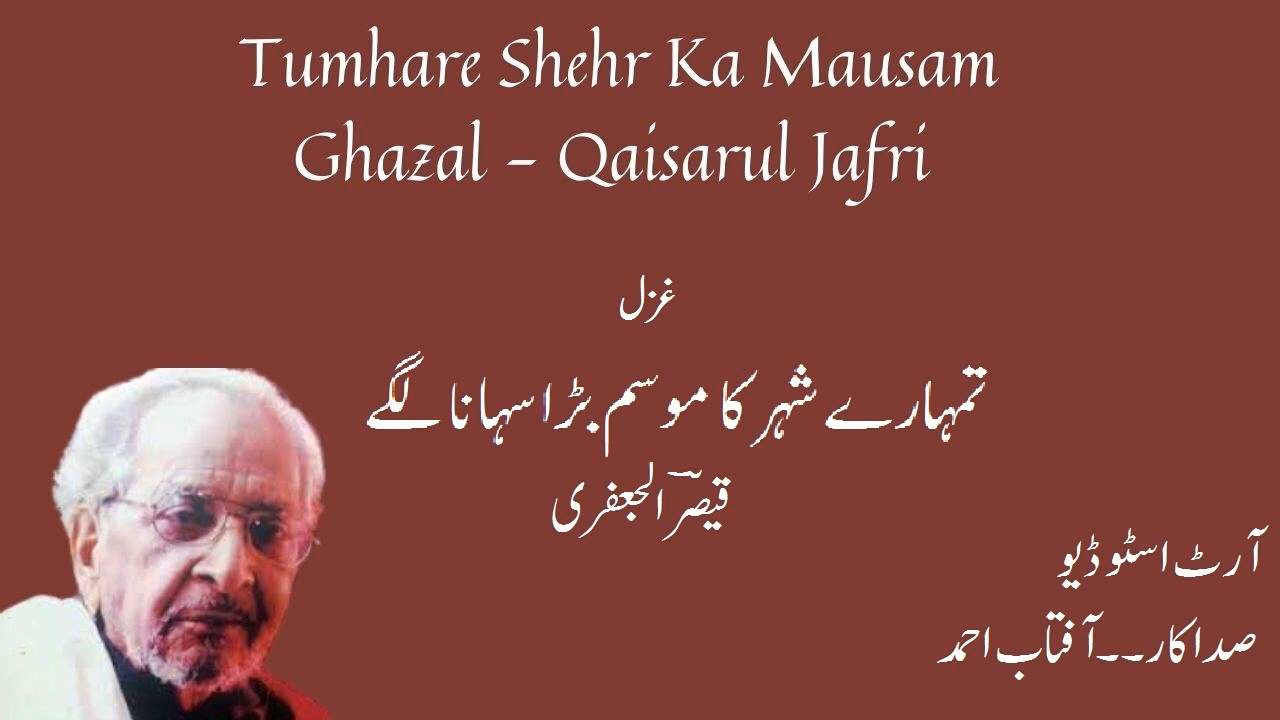 Tumhare Shehr Ka Mausam
Ghazal - Qaisarul Jafri
غزل
تمہارے شہر کا موسم بڑا سہانا لگے
قیصرؔ الجعفری
آرٹ اسٹوڈیو
صداکار۔۔آفتاب احمد